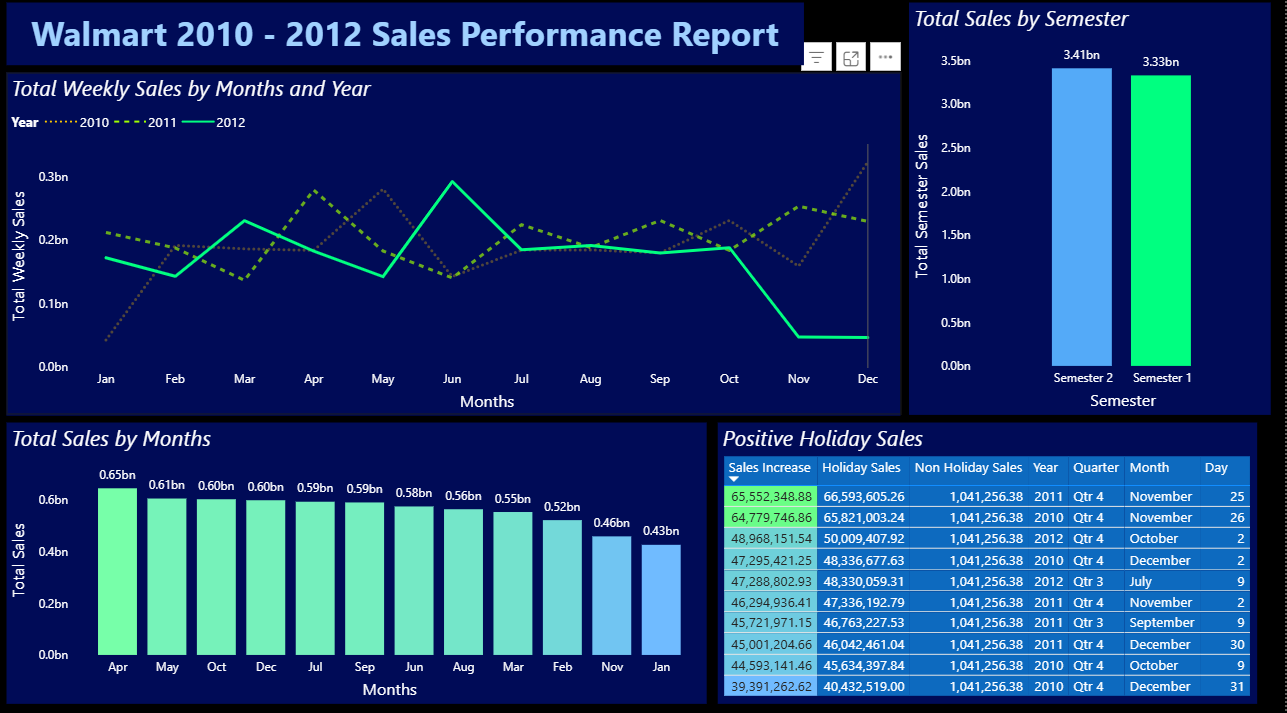 Walmart 2010 - 2012 Sales Performance Report
Total Weekly Sales by Months and Year
Year 2010 2011 2012
Total Weekly Sales
0.3bn
0.2bn
0.1bn
0.0bn
Jan Feb Mar Apr May Jun Jul Aug Sep Oct Nov Dec
Months
Total Sales by Semester
Total Semester Sales
3.5bn
3.0bn
2.5bn
2.0bn
1.5bn
1.0bn
0.5bn
0.0bn
3.41bn 3.33bn
Semester 2 Semester 1
Semester
Total Sales by Months
Total Sales
0.6bn
0.4bn
0.2bn
0.0bn
0.65bn 0.61bn 0.60bn 0.60bn 0.59bn 0.59bn 0.58bn 0.56bn 0.55bn 0.52bn 0.46bn 0.43bn
Apr May Oct Dec Jul Sep Jun Aug Mar Feb Nov Jan
Months
Positive Holiday Sales
Sales Increase Holiday Sales Non Holiday Sales Year Quarter Month Day
65,552,348.88 66,593,605.26 1,041,256.38 2011 Qtr 4 November 25
64,779,746.86 65,821,003.24 1,041,256.38 2010 Qtr 4 November 26
48,968,151.54 50,009,407.92 1,041,256.38 2012 Qtr 4 October 2
47,295,421.25 48,336,677.63 1,041,256.38 2010 Qtr 4 December 2
47,288,802.93 48,330,059.31 1,041,256.38 2012 Qtr 3 July 9
46,294,936.41 47,336,192.79 1,041,256.38 2011 Qtr 4 November 2
45,721,971.15 46,763,227.53 1,041,256.38 2011 Qtr 3 September 9
45,001,204.66 46,042,461.04 1,041,256.38 2011 Qtr 4 December 30
44,593,141.46 45,634,397.84 1,041,256.38 2010 Qtr 4 October 9
39,391,262.62 40,432,519.00 1,041,256.38 2010 Qtr 4 December 31